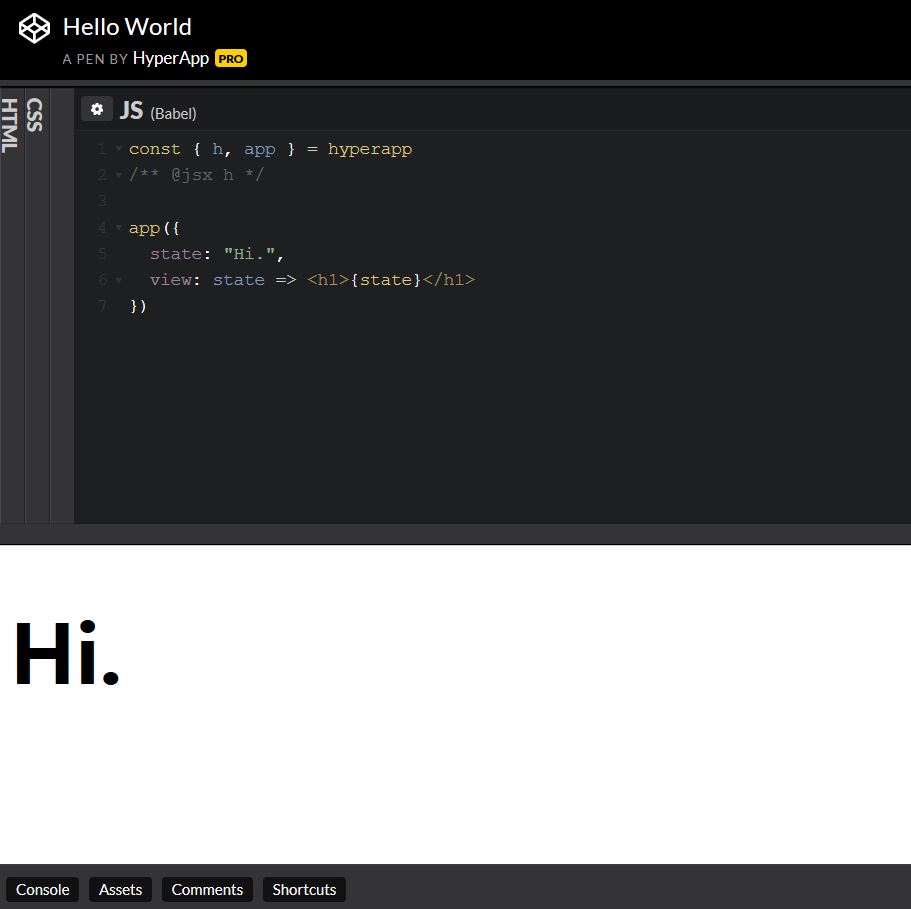 Hello World
A PEN BY HyperApp PRO
HTML
CSS
JS (Babel)
1 const { h, app } = hyperapp
2 /** @jsx h */
3
4 app({
5   state: "Hi.",
6   view: state => <h1>{state}</h1>
7 })
Hi.
Console Assets Comments Shortcuts